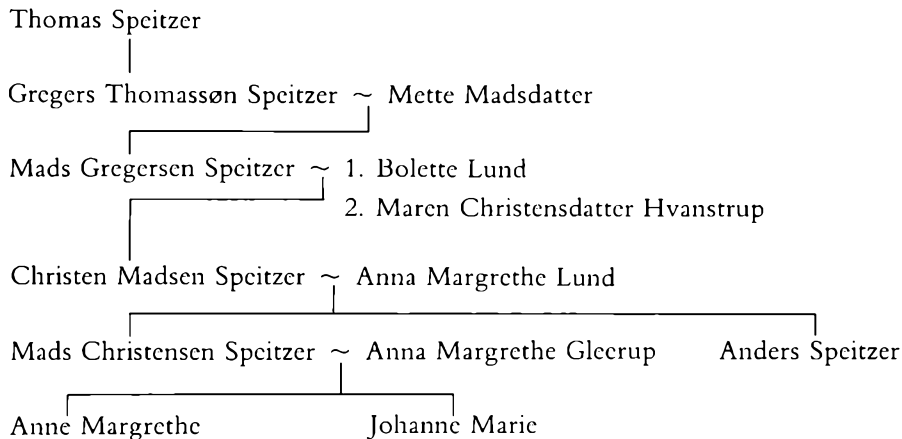 Thomas Speitzer
Gregers Thomassøn Speitzer ~ Mette Madsdatter
Mads Gregersen Speitzer ~ 1. Bolette Lund
2. Maren Christensdatter Hvanstrup
Christen Madsen Speitzer ~ Anna Margrethe Lund
Mads Christensen Speitzer ~ Anna Margrethe Gleerup Anders Speitzer
Anne Margrethe Johanne Marie